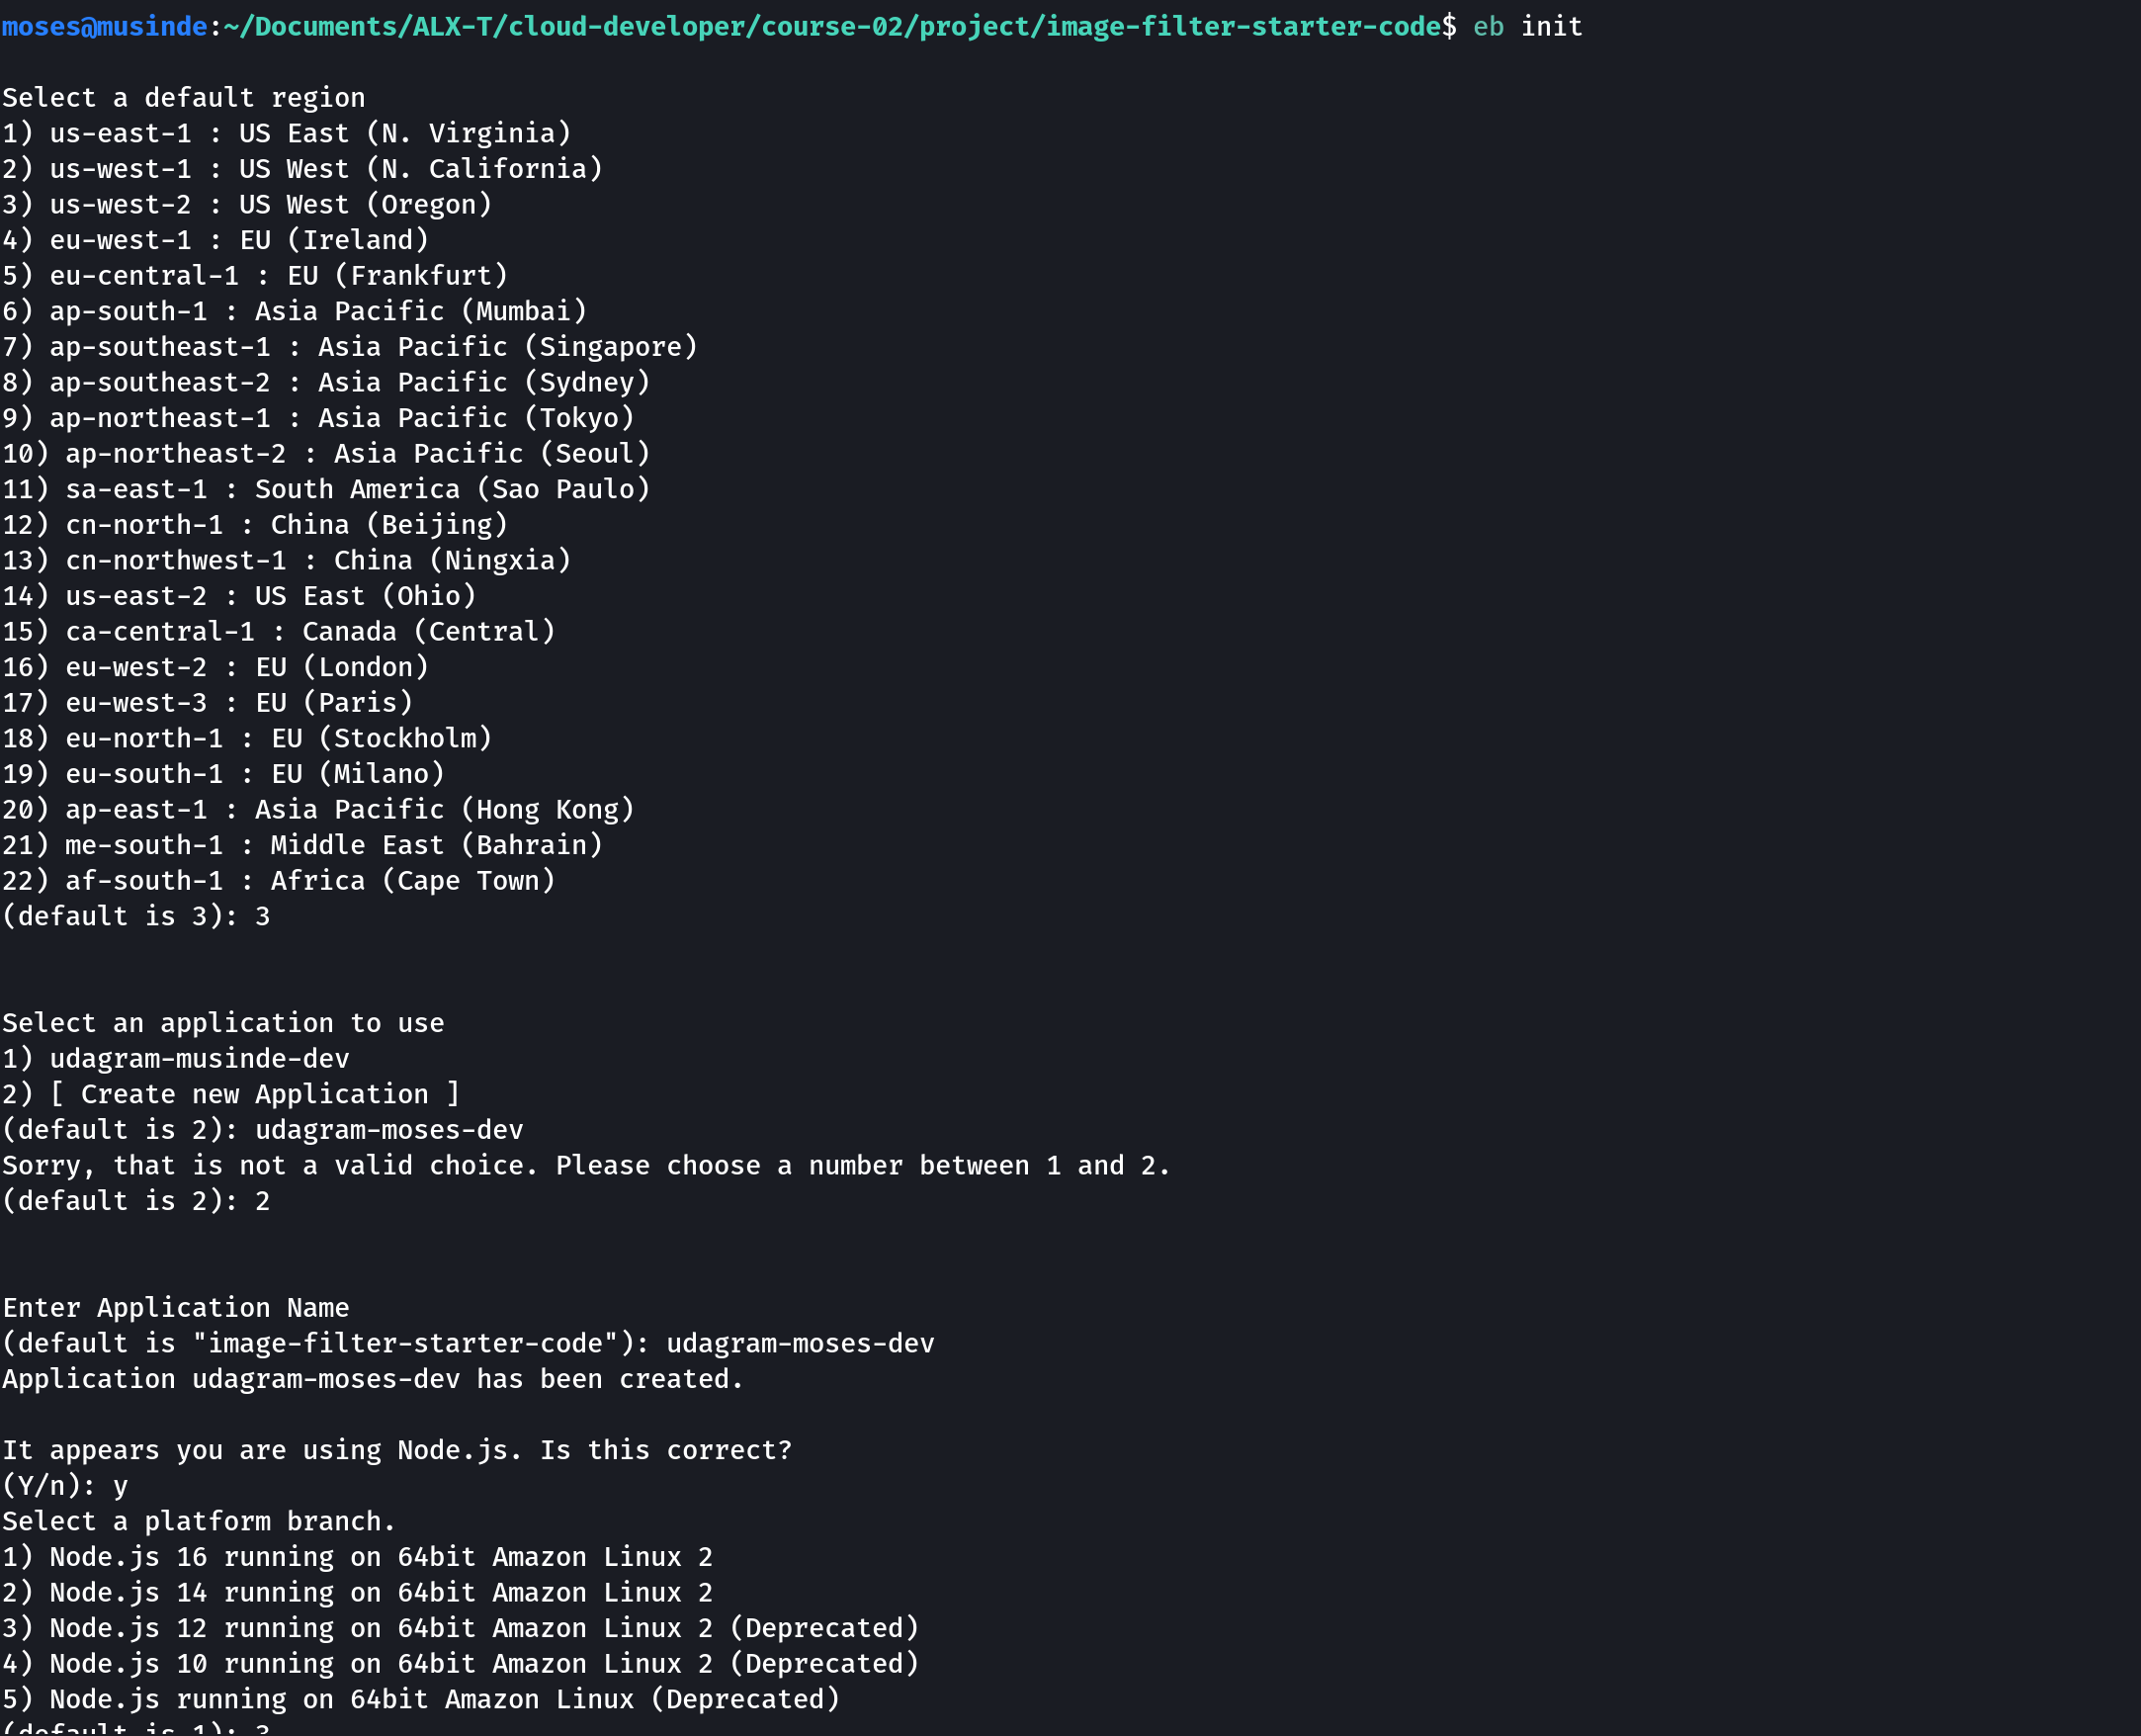 moses@musinde:~/Documents/ALX-T/cloud-developer/course-02/project/image-filter-starter-code$ eb init
Select a default region
1) us-east-1 : US East (N. Virginia)
2) us-west-1 : US West (N. California)
3) us-west-2 : US West (Oregon)
4) eu-west-1 : EU (Ireland)
5) eu-central-1 : EU (Frankfurt)
6) ap-south-1 : Asia Pacific (Mumbai)
7) ap-southeast-1 : Asia Pacific (Singapore)
8) ap-southeast-2 : Asia Pacific (Sydney)
9) ap-northeast-1 : Asia Pacific (Tokyo)
10) ap-northeast-2 : Asia Pacific (Seoul)
11) sa-east-1 : South America (Sao Paulo)
12) cn-north-1 : China (Beijing)
13) cn-northwest-1 : China (Ningxia)
14) us-east-2 : US East (Ohio)
15) ca-central-1 : Canada (Central)
16) eu-west-2 : EU (London)
17) eu-west-3 : EU (Paris)
18) eu-north-1 : EU (Stockholm)
19) eu-south-1 : EU (Milano)
20) ap-east-1 : Asia Pacific (Hong Kong)
21) me-south-1 : Middle East (Bahrain)
22) af-south-1 : Africa (Cape Town)
(default is 3): 3
Select an application to use
1) udagram-musinde-dev
2) [ Create new Application ]
(default is 2): udagram-moses-dev
Sorry, that is not a valid choice. Please choose a number between 1 and 2.
(default is 2): 2
Enter Application Name
(default is "image-filter-starter-code"): udagram-moses-dev
Application udagram-moses-dev has been created.
It appears you are using Node.js. Is this correct?
(Y/n): y
Select a platform branch.
1) Node.js 16 running on 64bit Amazon Linux 2
2) Node.js 14 running on 64bit Amazon Linux 2
3) Node.js 12 running on 64bit Amazon Linux 2 (Deprecated)
4) Node.js 10 running on 64bit Amazon Linux 2 (Deprecated)
5) Node.js running on 64bit Amazon Linux (Deprecated)
(default is 1):